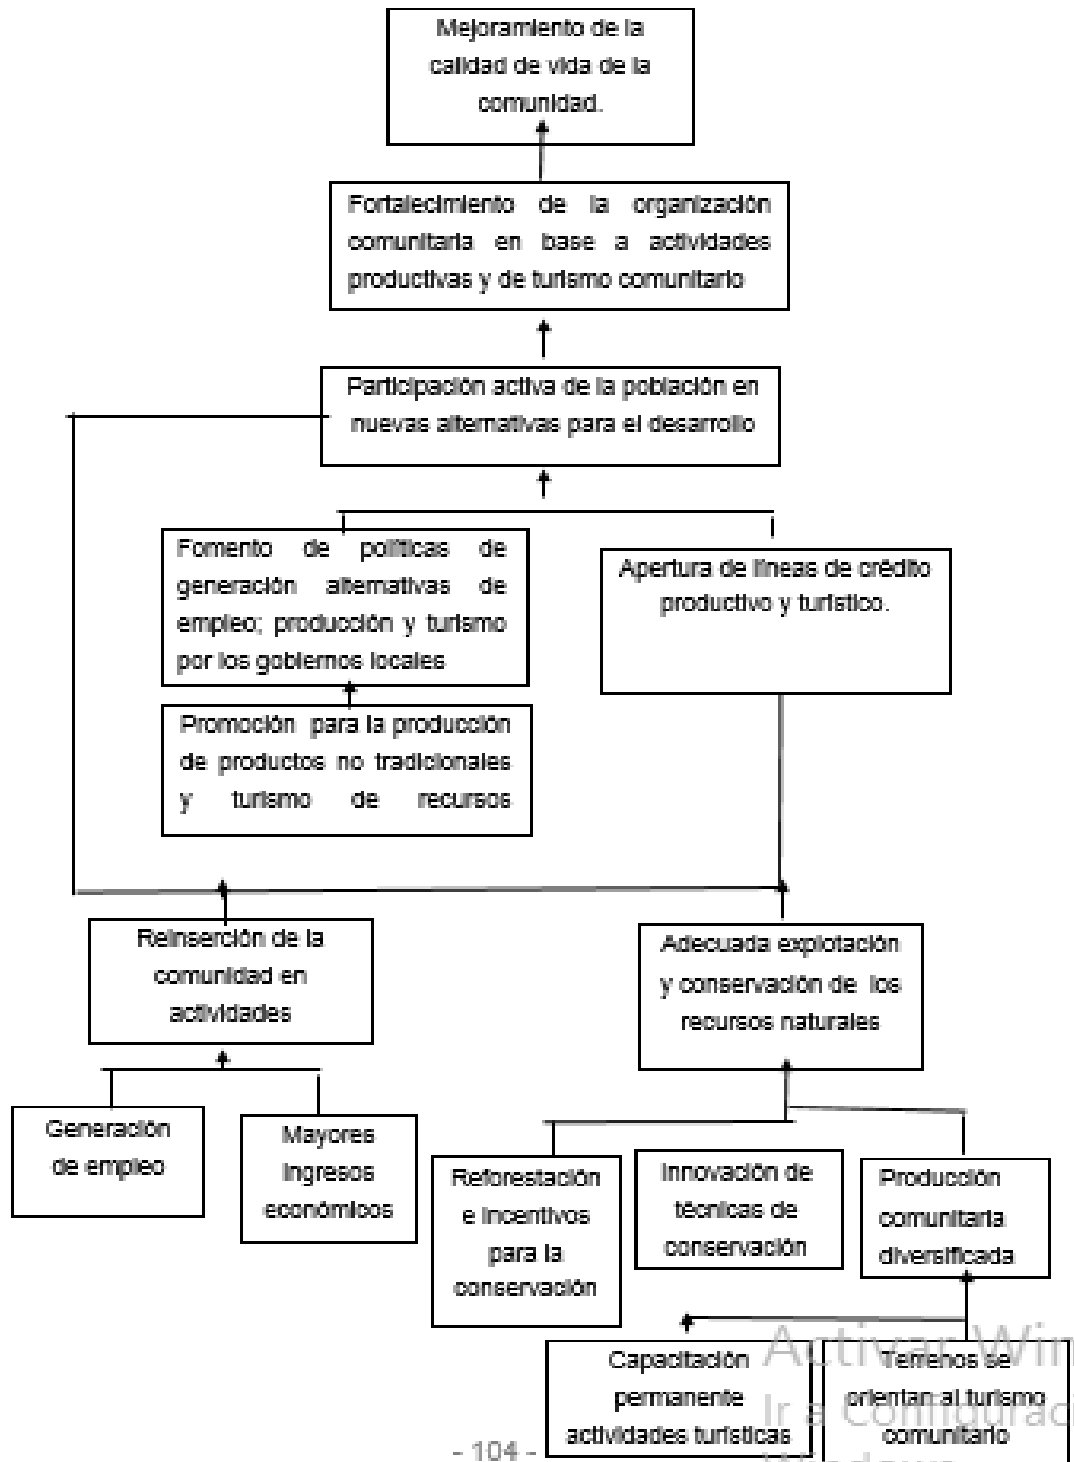 Mejoramiento de la
calidad de vida de la
comunidad.
Fortalecimiento de la organización
comunitaria en base a actividades
productivas y de turismo comunitario
Participación activa de la población en
nuevas alternativas para el desarrollo
Fomento de políticas de
generación alternativas de
empleo; producción y turismo
por los gobiernos locales
Apertura de líneas de crédito
productivo y turístico.
Promoción para la producción
de productos no tradicionales
y turismo de recursos
Reinserción de la
comunidad en
actividades
Adecuada explotación
y conservación de los
recursos naturales
Generación
de empleo
Mayores
ingresos
económicos
Reforestación
e incentivos
para la
conservación
Innovación de
técnicas de
conservación
Producción
comunitaria
diversificada
Capacitación
permanente
actividades turísticas
Terrenos se
orientan al turismo
comunitario
Activar Win
Ir a Configurac
- 104 -